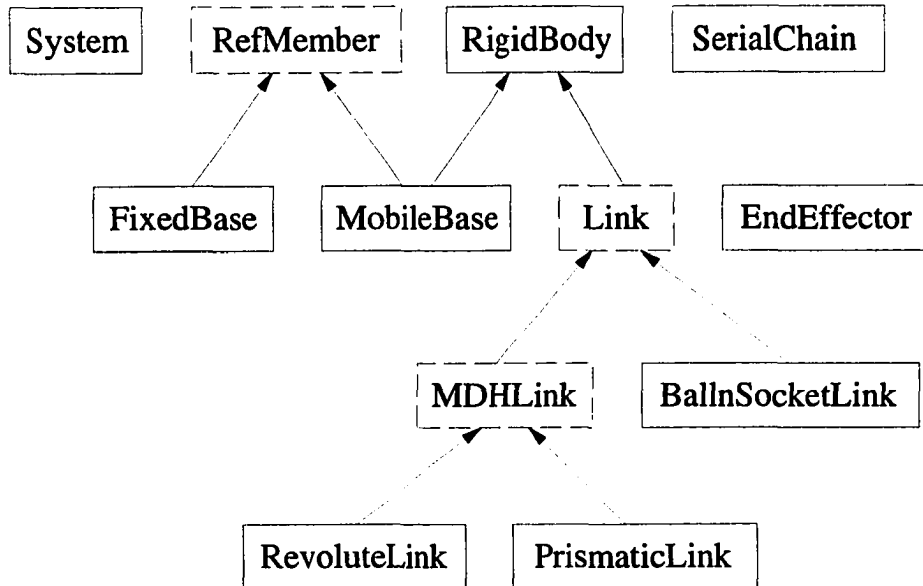 System
RefMember
RigidBody
SerialChain
FixedBase
MobileBase
Link
EndEffector
MDHLink
BallnSocketLink
RevoluteLink
PrismaticLink